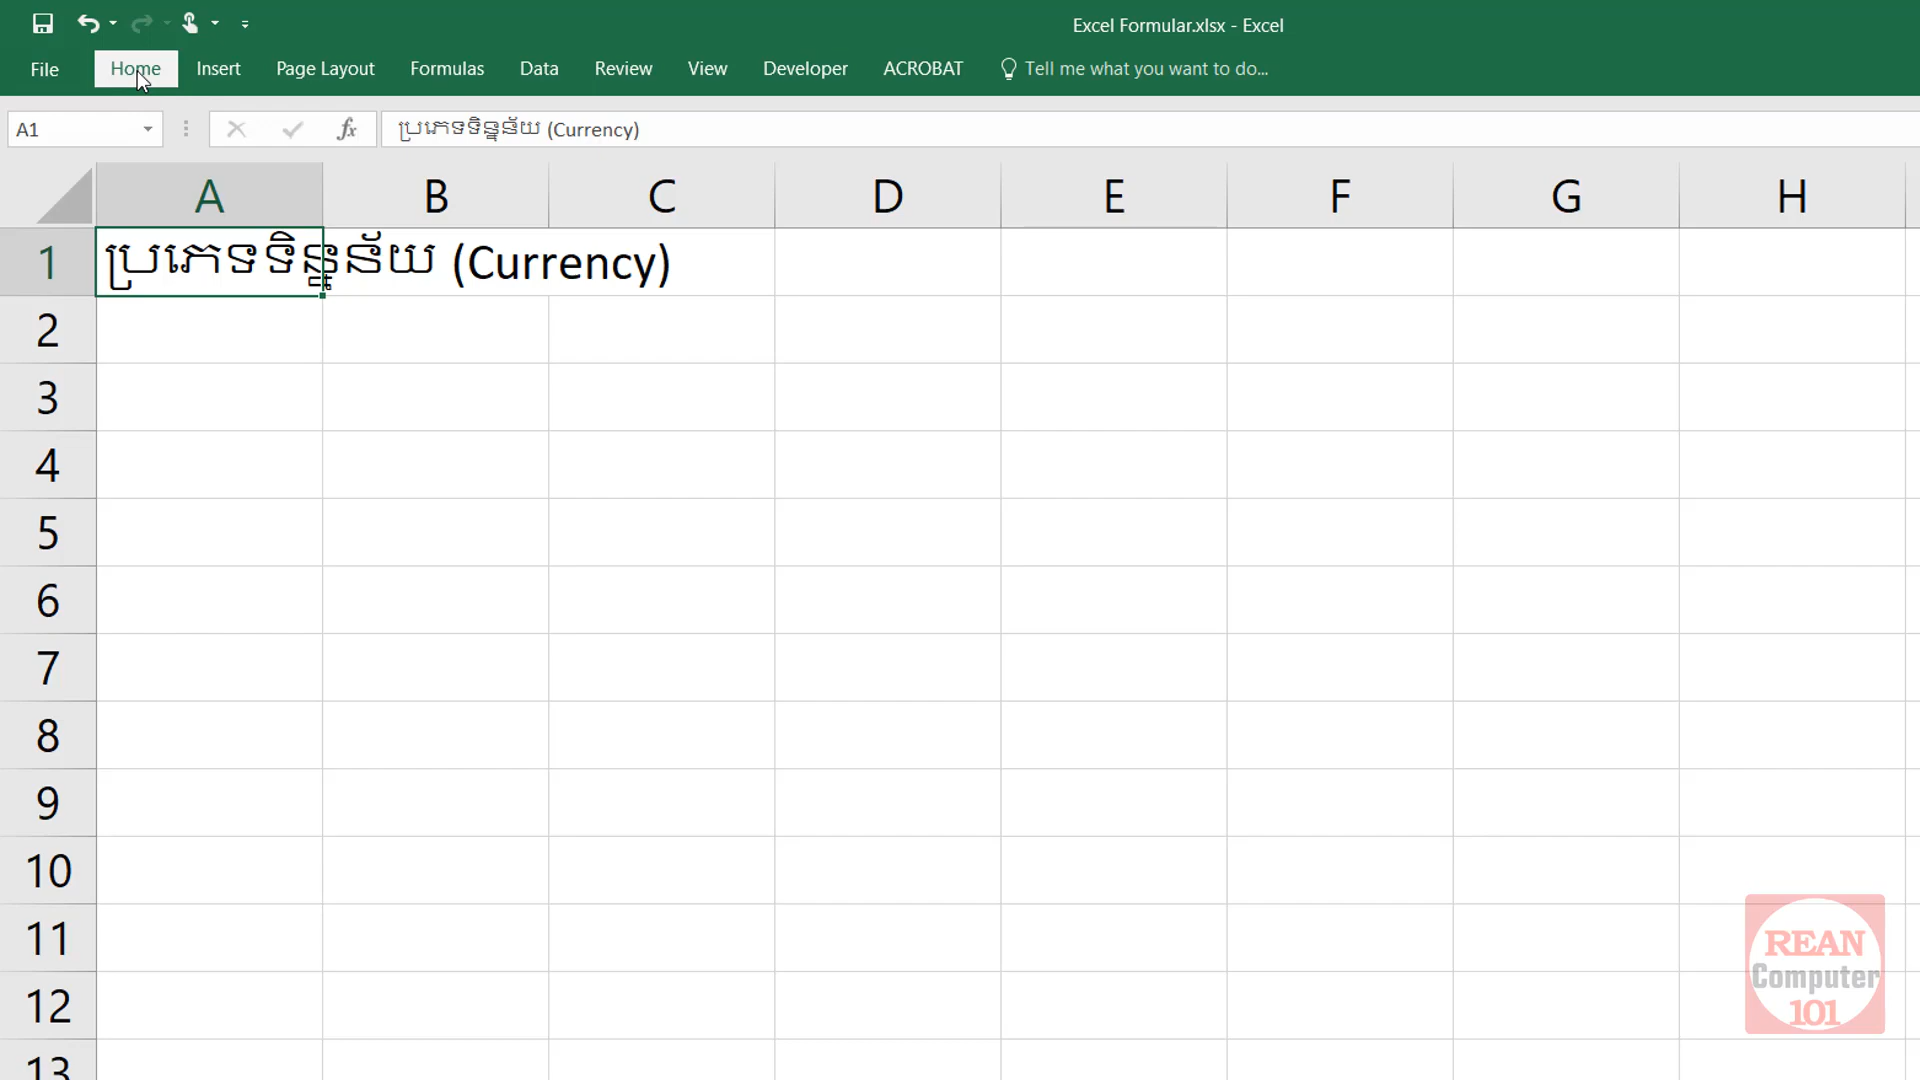 Excel Formular.xlsx - Excel
File Home Insert Page Layout Formulas Data Review View Developer ACROBAT Tell me what you want to do...
A1 fx ប្រភេទទិន្នន័យ (Currency)
A B C D E F G H
1 ប្រភេទទិន្នន័យ (Currency)
2
3
4
5
6
7
8
9
10
11
12
13
REAN
Computer
101